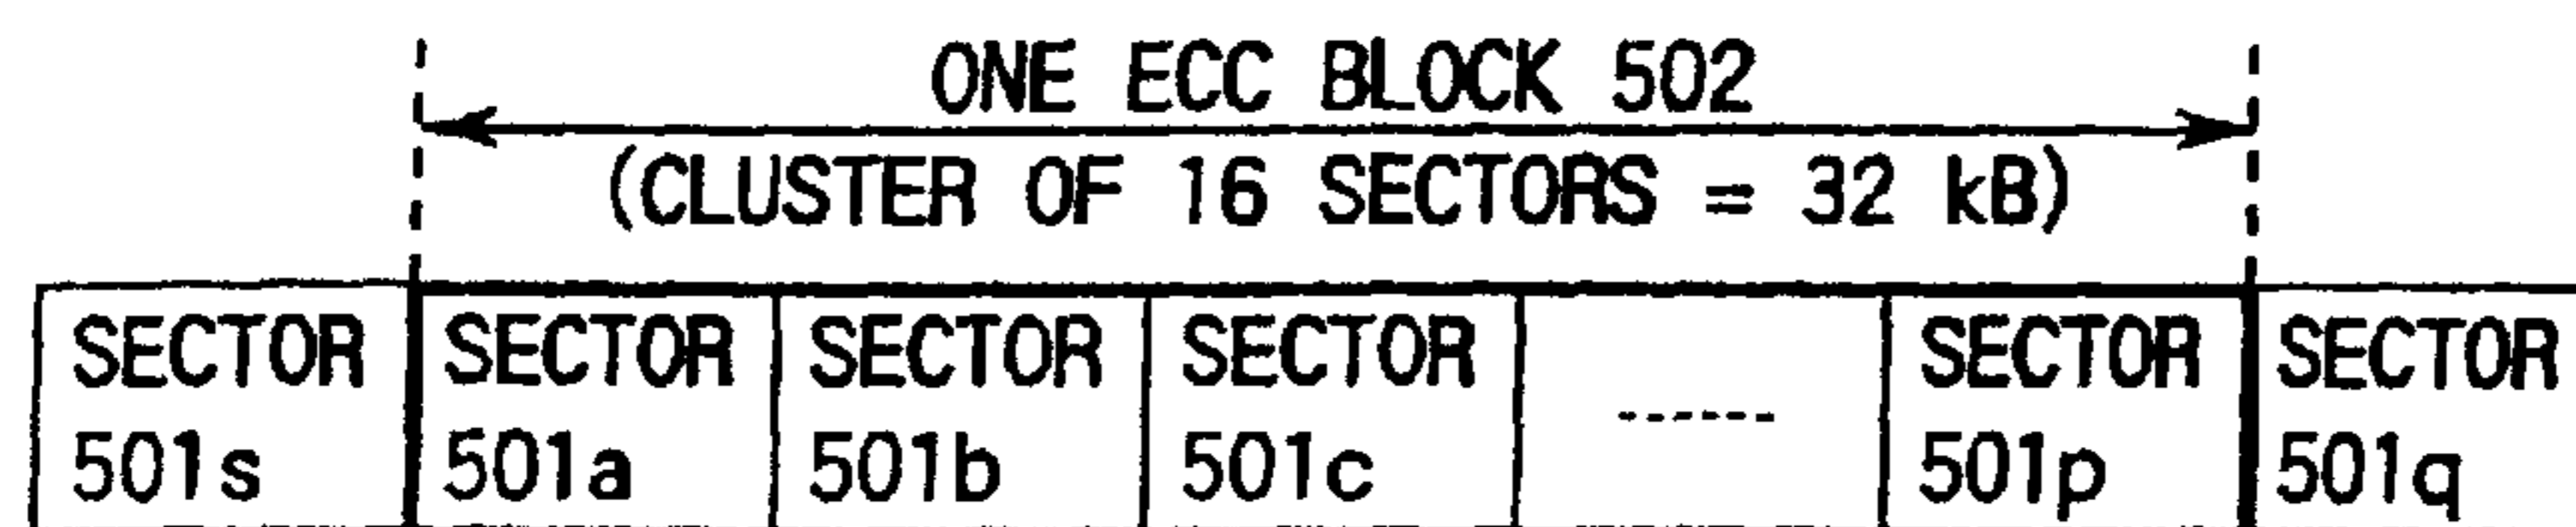 ONE ECC BLOCK 502
(CLUSTER OF 16 SECTORS = 32 kB)
SECTOR SECTOR SECTOR SECTOR ------ SECTOR SECTOR
501s 501a 501b 501c 501p 501q